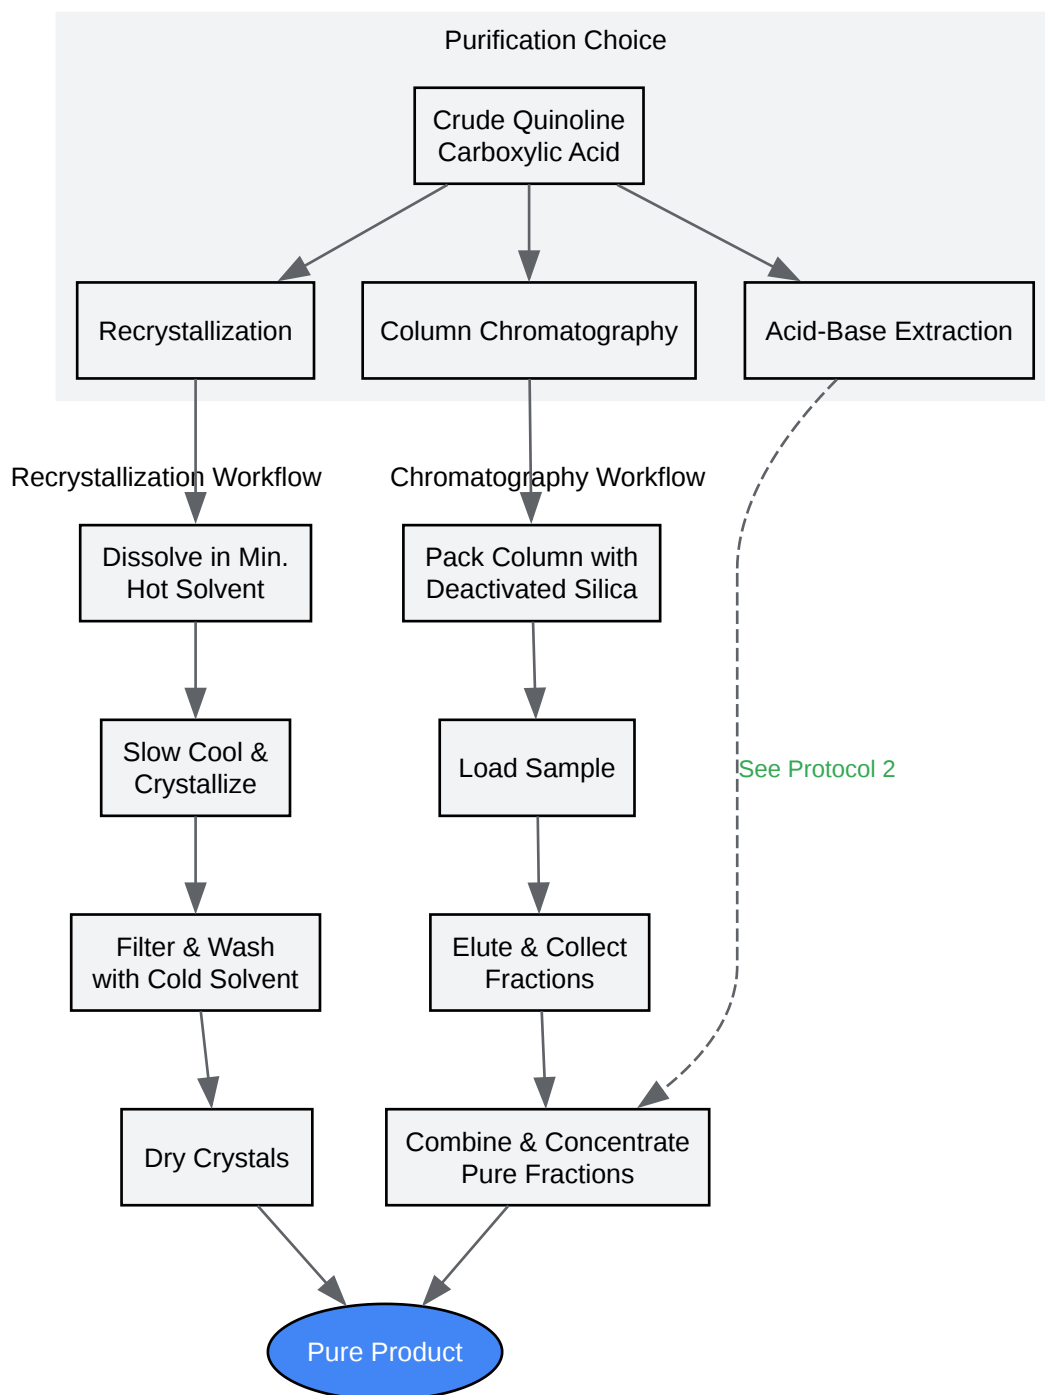 Purification Choice
Crude Quinoline
Carboxylic Acid
Recrystallization
Column Chromatography
Acid-Base Extraction
Recrystallization Workflow
Chromatography Workflow
Dissolve in Min.
Hot Solvent
Pack Column with
Deactivated Silica
Slow Cool &
Crystallize
Load Sample
See Protocol 2
Filter & Wash
with Cold Solvent
Elute & Collect
Fractions
Dry Crystals
Combine & Concentrate
Pure Fractions
Pure Product